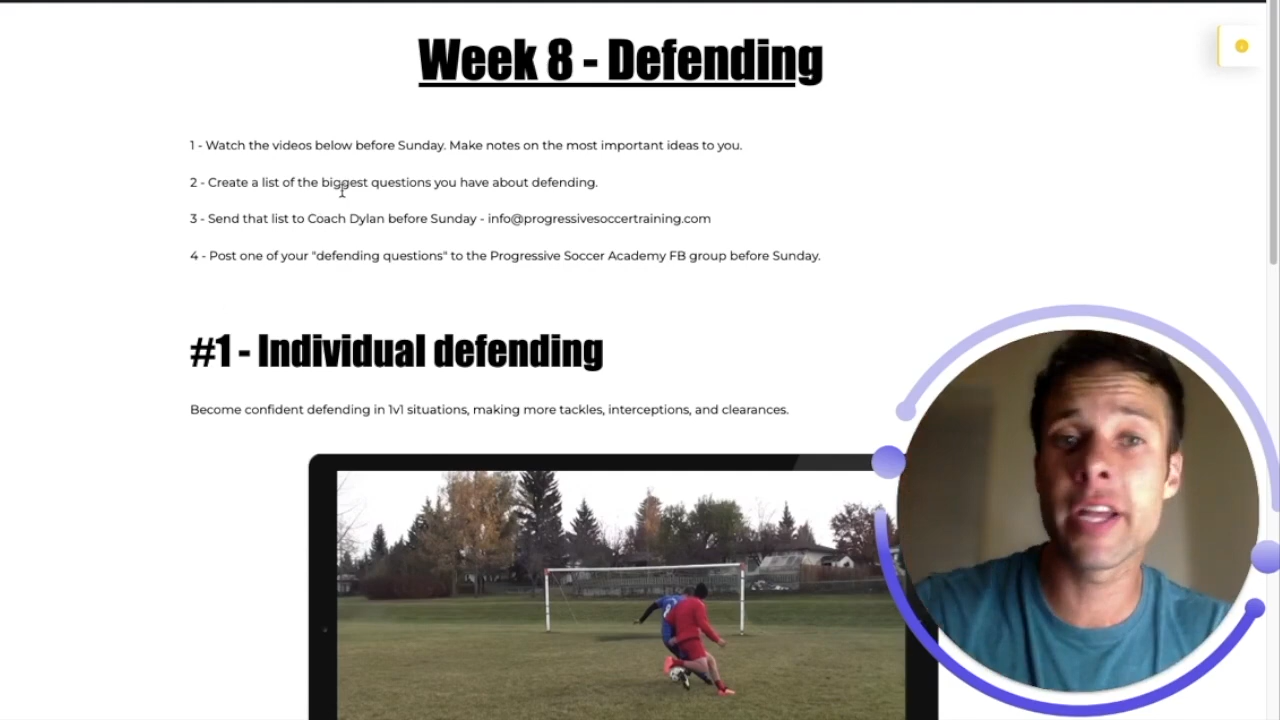 Week 8 - Defending
1 - Watch the videos below before Sunday. Make notes on the most important ideas to you.
2 - Create a list of the biggest questions you have about defending.
3 - Send that list to Coach Dylan before Sunday - info@progressivesoccertraining.com
4 - Post one of your "defending questions" to the Progressive Soccer Academy FB group before Sunday.
#1 - Individual defending
Become confident defending in 1v1 situations, making more tackles, interceptions, and clearances.